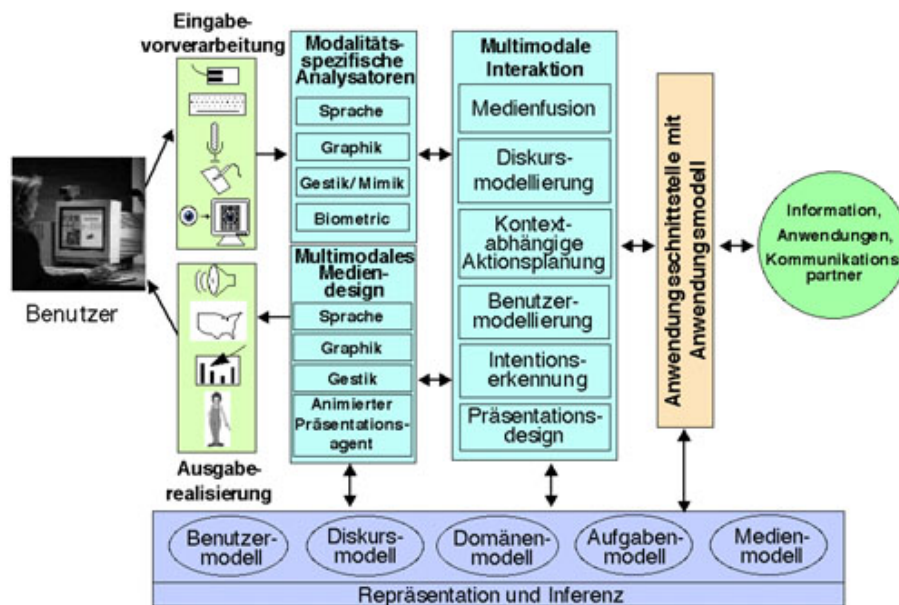 Eingabe-
vorverarbeitung
Benutzer
Ausgabe-
realisierung
Modalitäts-
spezifische
Analysatoren
Sprache
Graphik
Gestik/ Mimik
Biometric
Multimodales
Medien-
design
Sprache
Graphik
Gestik
Animierter
Präsentations-
agent
Multimodale
Interaktion
Medienfusion
Diskurs-
modellierung
Kontext-
abhängige
Aktionsplanung
Benutzer-
modellierung
Intentions-
erkennung
Präsentations-
design
Anwendungsschnittstelle mit
Anwendungsmodell
Information,
Anwendungen,
Kommunikations
partner
Benutzer-
modell
Diskurs-
modell
Domänen-
modell
Aufgaben-
modell
Medien-
modell
Repräsentation und Inferenz